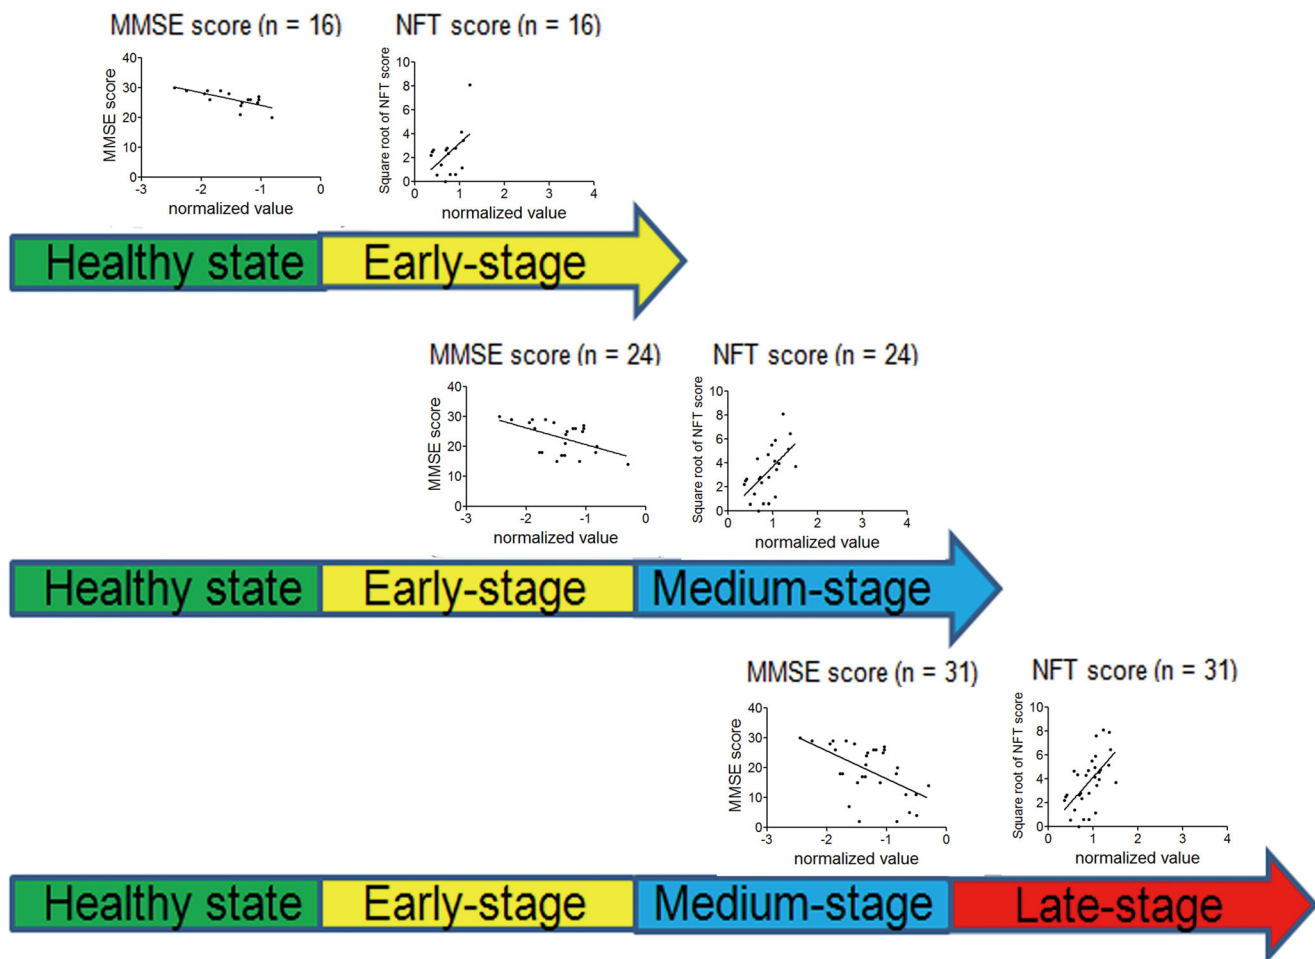 MMSE score (n = 16)
NFT score (n = 16)
MMSE score
40
30
20
10
0
-3
-2
-1
0
normalized value
Square root of NFT score
10
8
6
4
2
0
0
1
2
3
4
normalized value
Healthy state
Early-stage
MMSE score (n = 24)
NFT score (n = 24)
MMSE score
40
30
20
10
0
-3
-2
-1
0
normalized value
Square root of NFT score
10
8
6
4
2
0
0
1
2
3
4
normalized value
Healthy state
Early-stage
Medium-stage
MMSE score (n = 31)
NFT score (n = 31)
MMSE score
40
30
20
10
0
-3
-2
-1
0
normalized value
Square root of NFT score
10
8
6
4
2
0
0
1
2
3
4
normalized value
Healthy state
Early-stage
Medium-stage
Late-stage